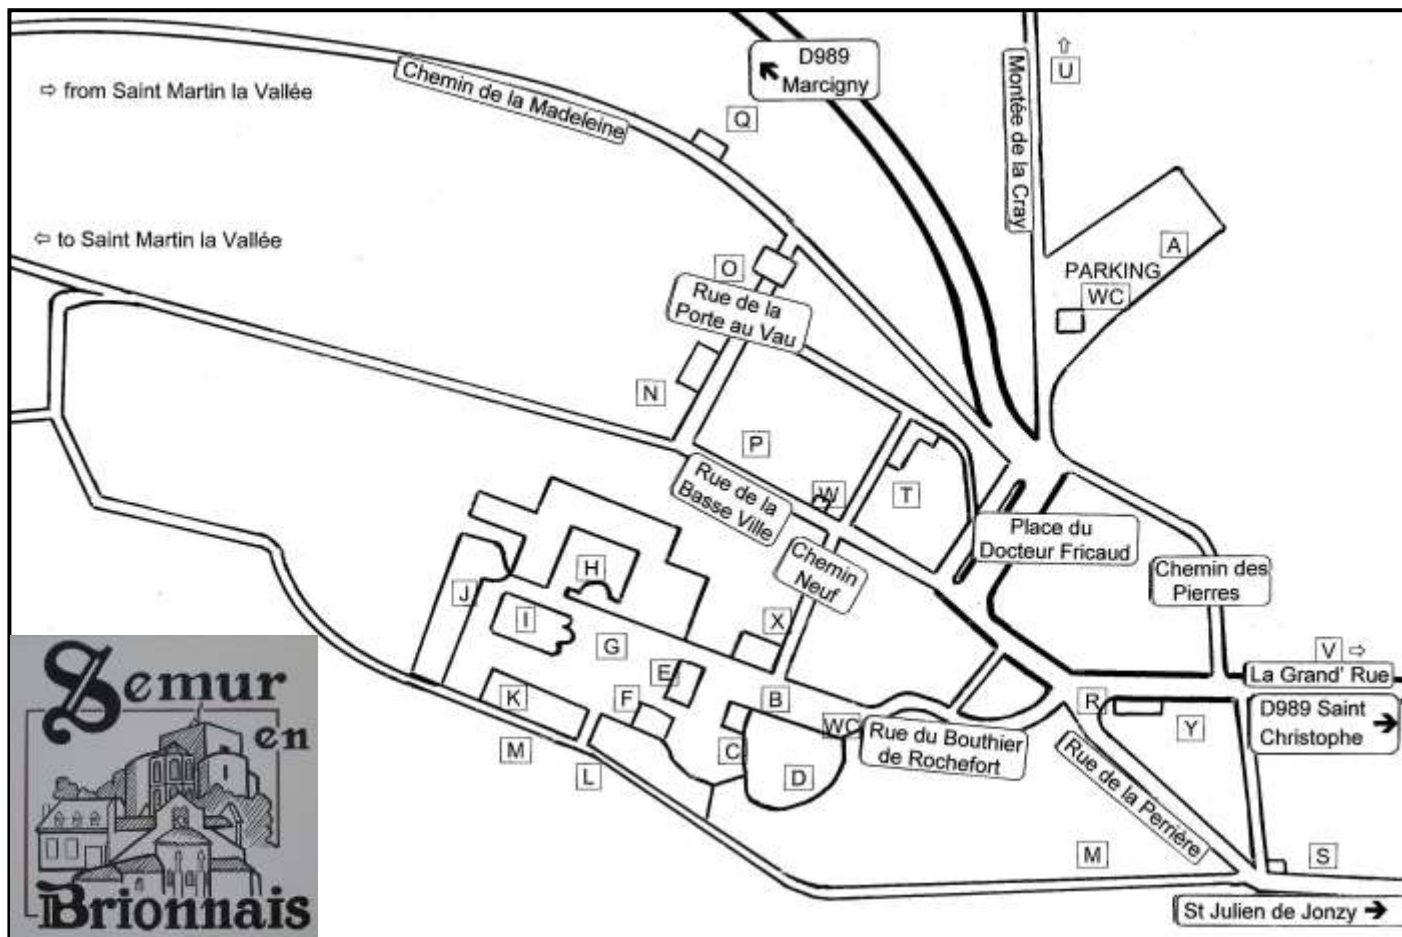 D989
Marcigny
U
Montée de la Cray
Chemin de la Madeleine
⇨ from Saint Martin la Vallée
Q
⇦ to Saint Martin la Vallée
A
PARKING
WC
O
Rue de la
Porte au Vau
N
P
Rue de la
Basse Ville
W
T
Place du
Docteur Fricaud
Chemin
Neuf
Chemin des
Pierres
H
J
I
G
X
E
V ⇨
La Grand' Rue
K
F
B
R
D989 Saint
Christophe
WC
Rue du Bouthier
de Rochefort
Y
M
L
C
D
Rue de la Perrière
M
S
St Julien de Jonzy
Semur
en
Brionnais